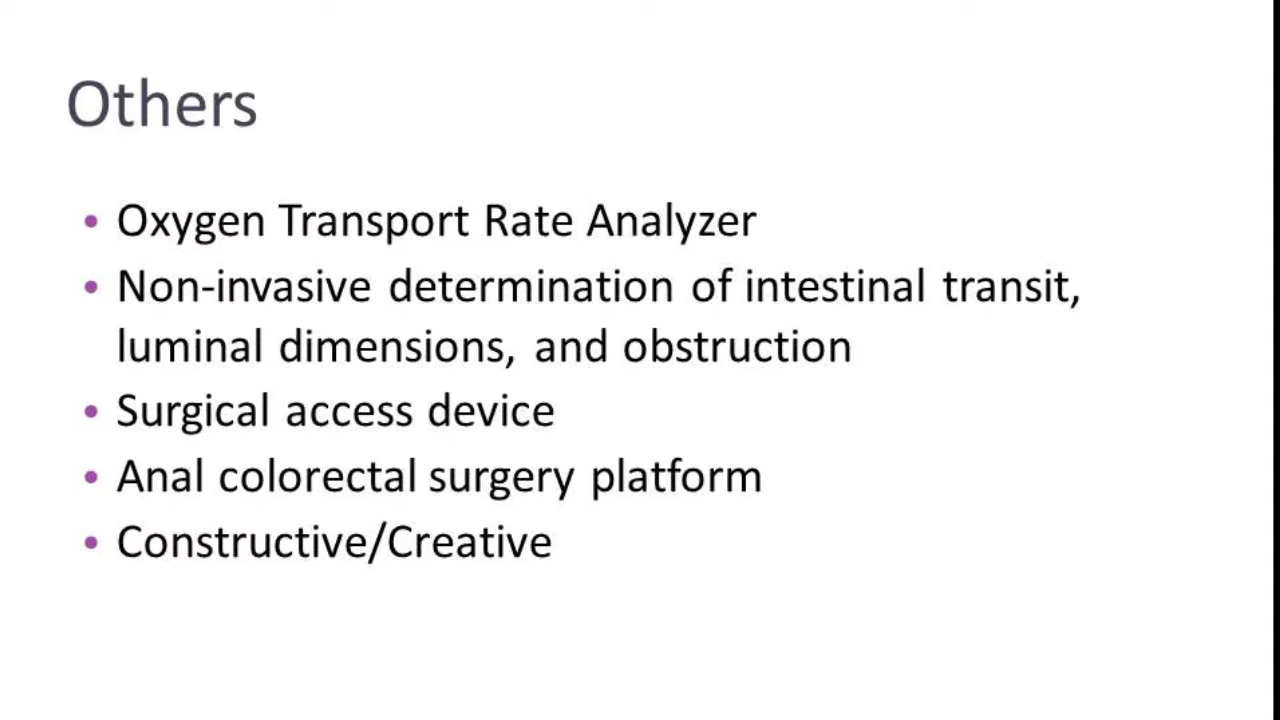 Others
• Oxygen Transport Rate Analyzer
• Non-invasive determination of intestinal transit,
luminal dimensions, and obstruction
• Surgical access device
• Anal colorectal surgery platform
• Constructive/Creative